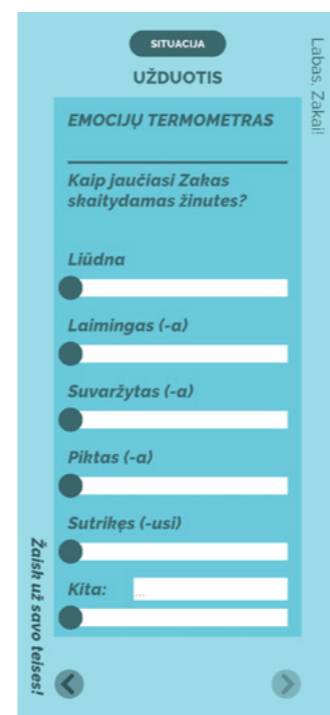 SITUACIJA
UŽDUOTIS
Labas, Zakai!
EMOCIJŲ TERMOMETRAS
Kaip jaučiasi Zakas
skaitydamas žinutes?
Liūdna
Laimingas (-a)
Suvaržytas (-a)
Piktas (-a)
Sutrikęs (-usi)
Kita:
...
Žaisk už savo teises!